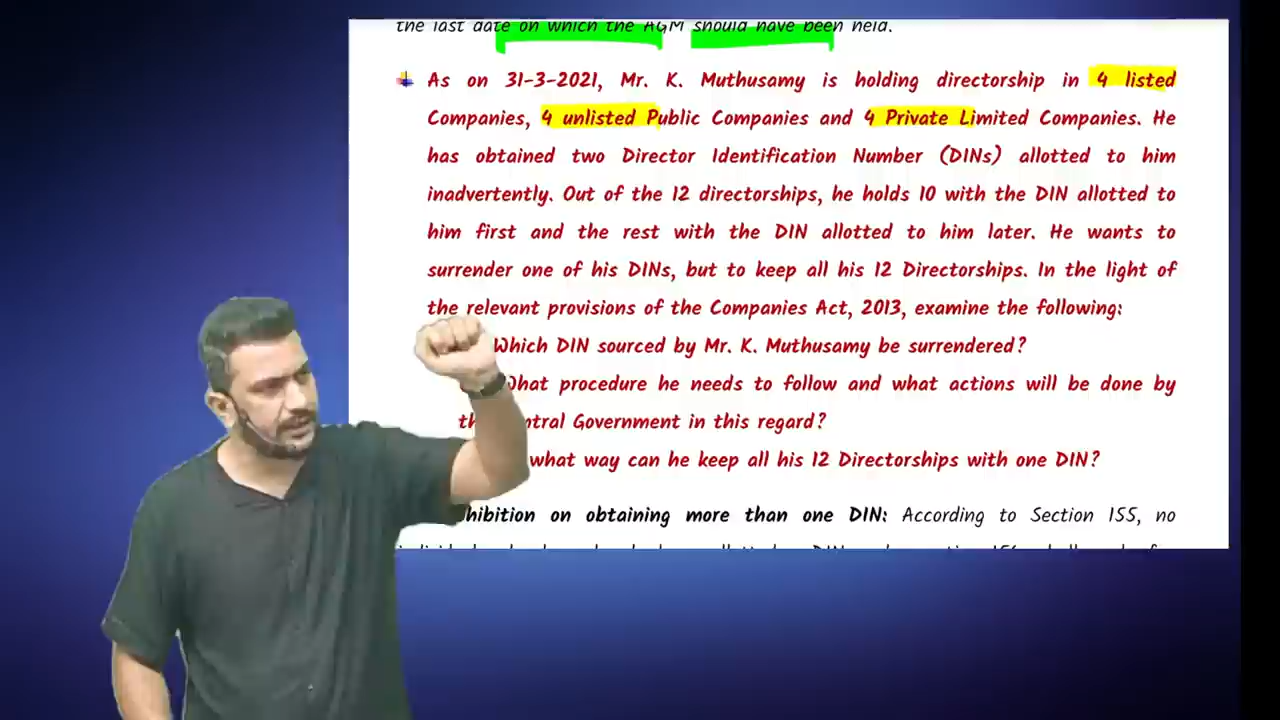 the last date on which the AGM should have been held.
As on 31-3-2021, Mr. K. Muthusamy is holding directorship in 4 listed
Companies, 4 unlisted Public Companies and 4 Private Limited Companies. He
has obtained two Director Identification Number (DINs) allotted to him
inadvertently. Out of the 12 directorships, he holds 10 with the DIN allotted to
him first and the rest with the DIN allotted to him later. He wants to
surrender one of his DINs, but to keep all his 12 Directorships. In the light of
the relevant provisions of the Companies Act, 2013, examine the following:
Which DIN sourced by Mr. K. Muthusamy be surrendered?
What procedure he needs to follow and what actions will be done by
the Central Government in this regard?
what way can he keep all his 12 Directorships with one DIN?
hibition on obtaining more than one DIN: According to Section 155, no